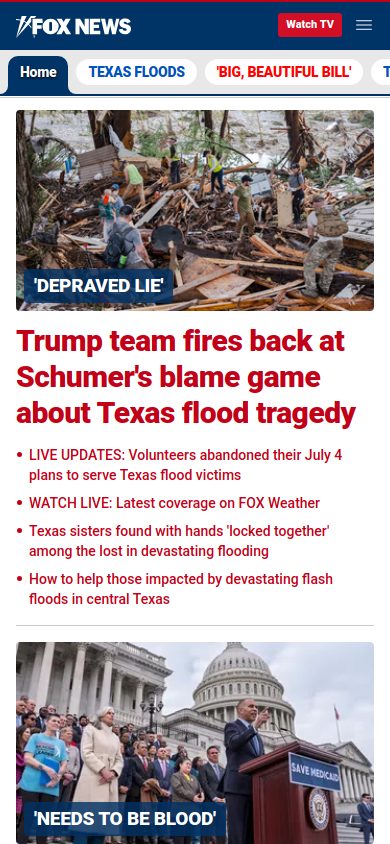 FOX NEWS
Watch TV
Home
TEXAS FLOODS
'BIG, BEAUTIFUL BILL'
'DEPRAVED LIE'
Trump team fires back at
Schumer's blame game
about Texas flood tragedy
LIVE UPDATES: Volunteers abandoned their July 4
plans to serve Texas flood victims
WATCH LIVE: Latest coverage on FOX Weather
Texas sisters found with hands 'locked together'
among the lost in devastating flooding
How to help those impacted by devastating flash
floods in central Texas
SAVE MEDICAID
'NEEDS TO BE BLOOD'